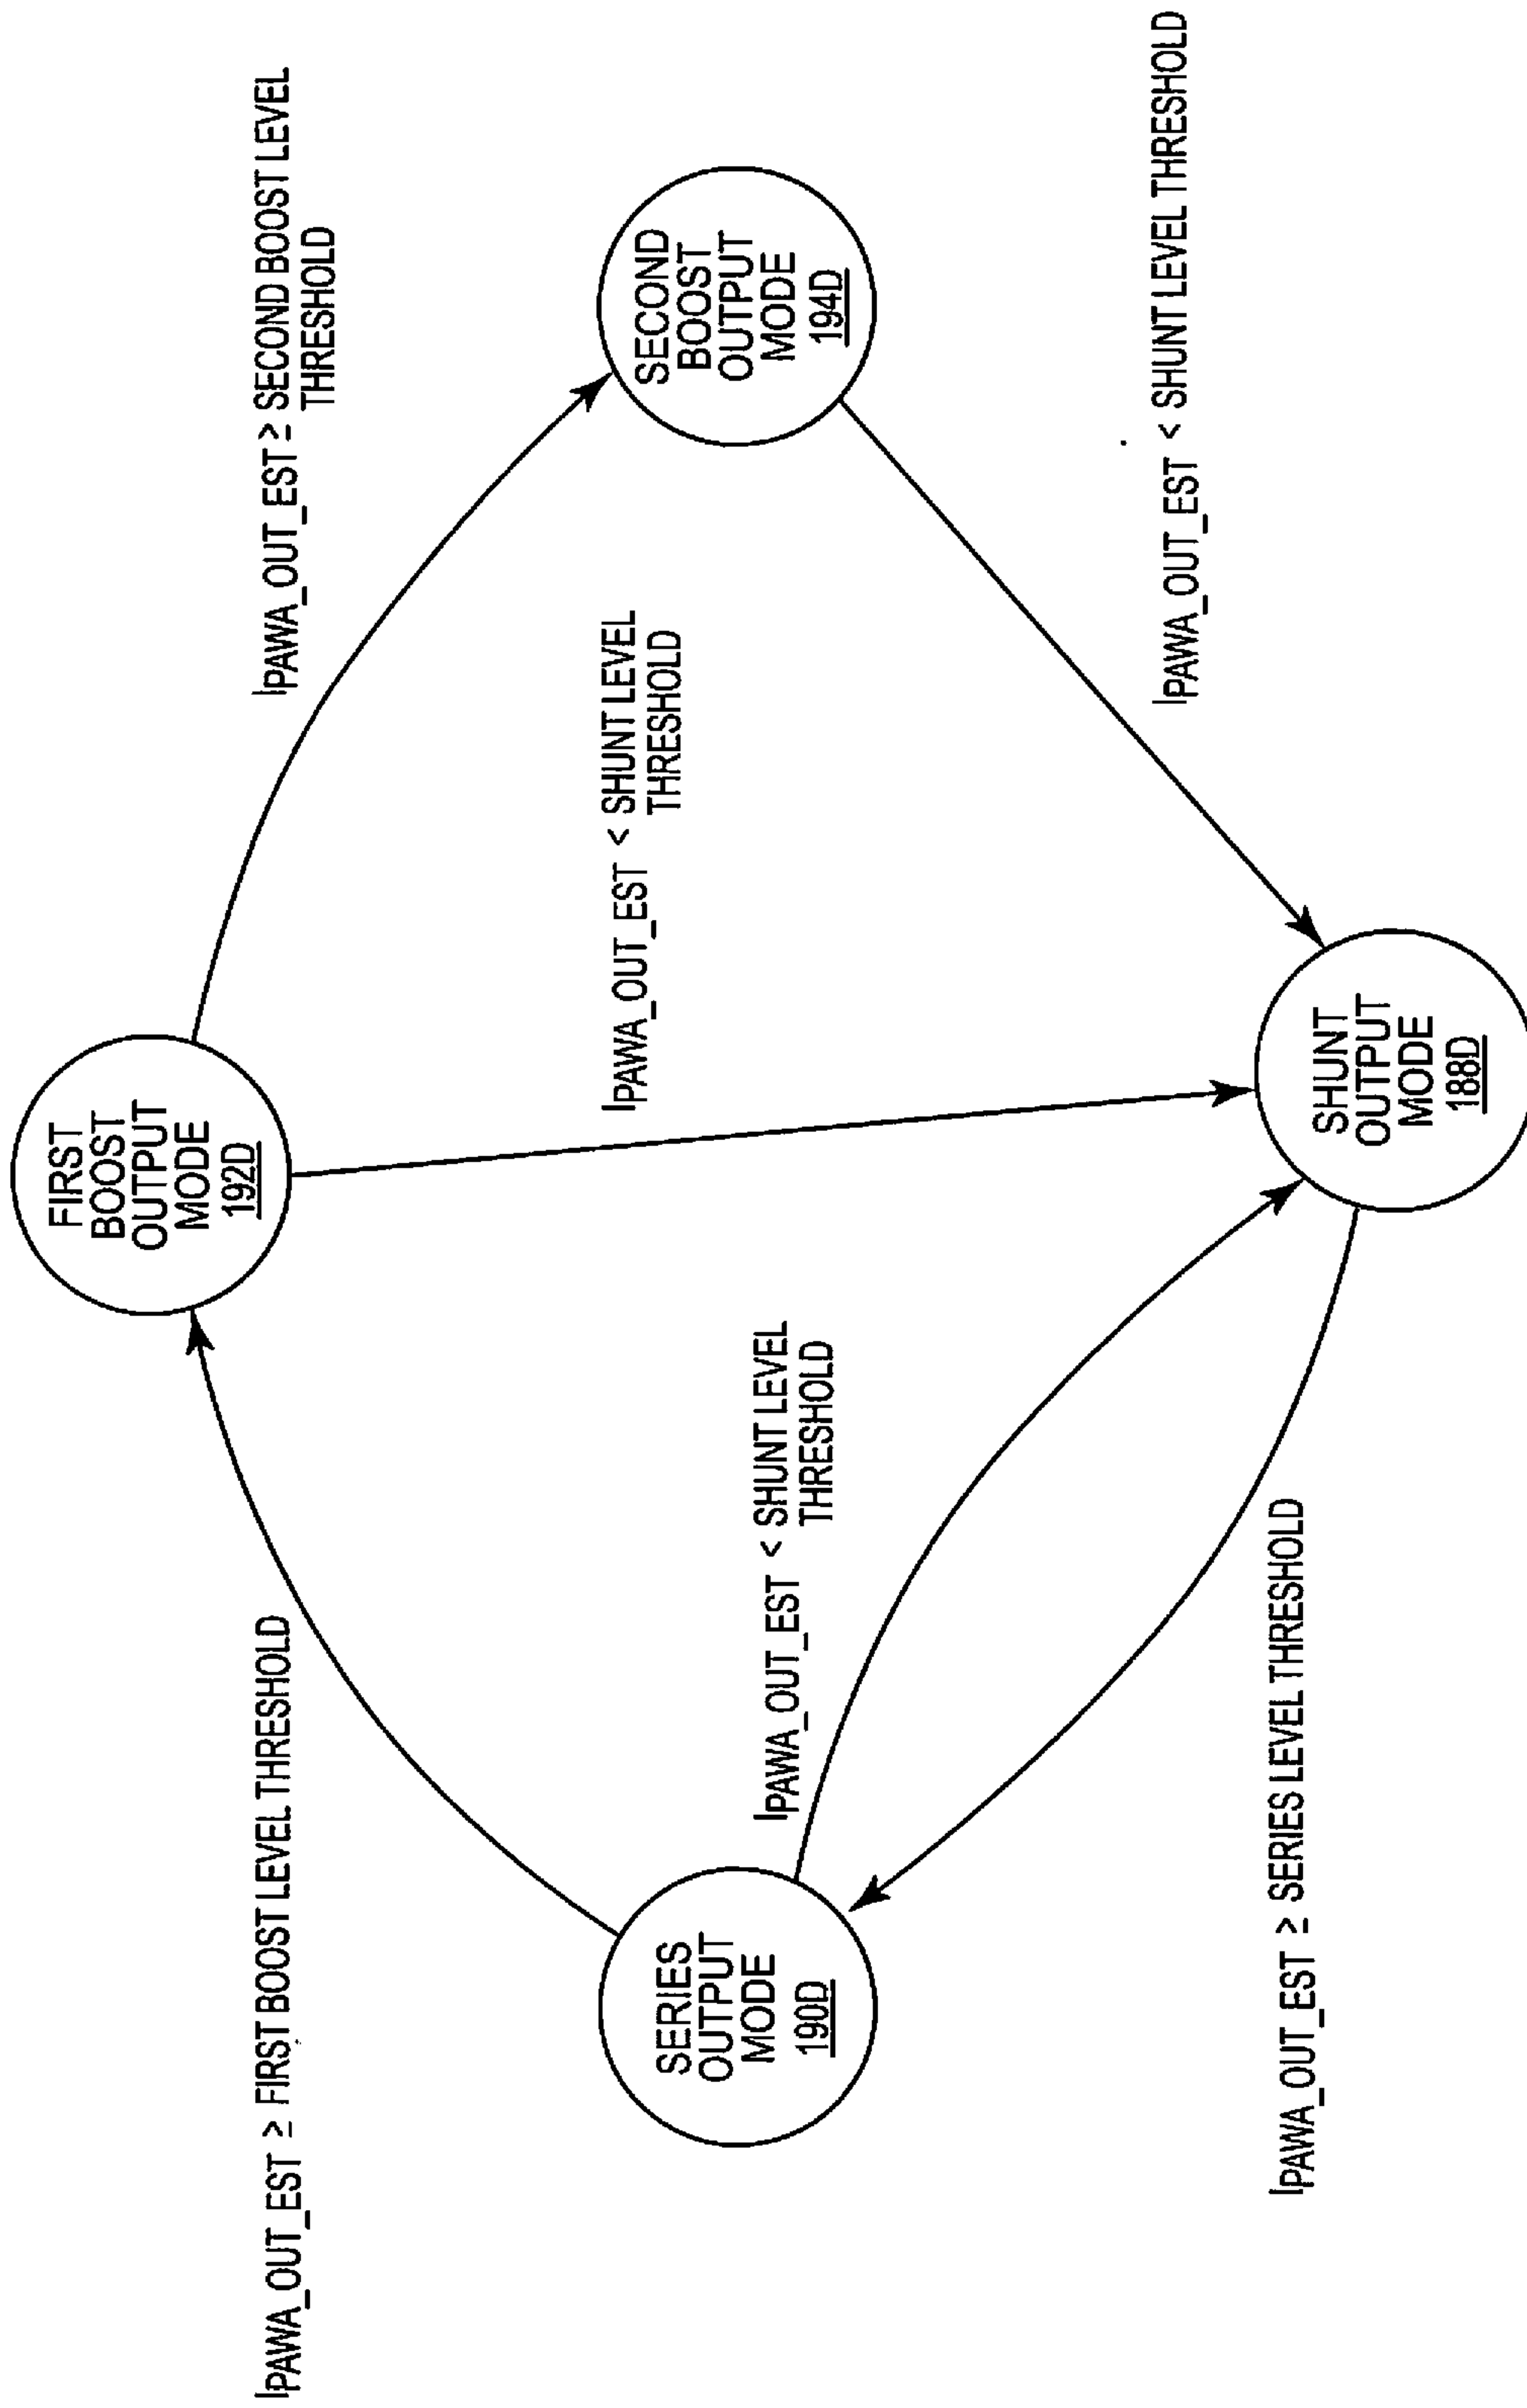 IPAWA_OUT_EST ≥ FIRST BOOST LEVEL THRESHOLD
FIRST
BOOST
OUTPUT
MODE
192D
IPAWA_OUT_EST ≥ SECOND BOOST LEVEL
THRESHOLD
IPAWA_OUT_EST < SHUNT LEVEL
THRESHOLD
SERIES
OUTPUT
MODE
190D
IPAWA_OUT_EST < SHUNT LEVEL
THRESHOLD
SECOND
BOOST
OUTPUT
MODE
194D
IPAWA_OUT_EST ≥ SERIES LEVEL THRESHOLD
SHUNT
OUTPUT
MODE
188D
IPAWA_OUT_EST < SHUNT LEVEL THRESHOLD